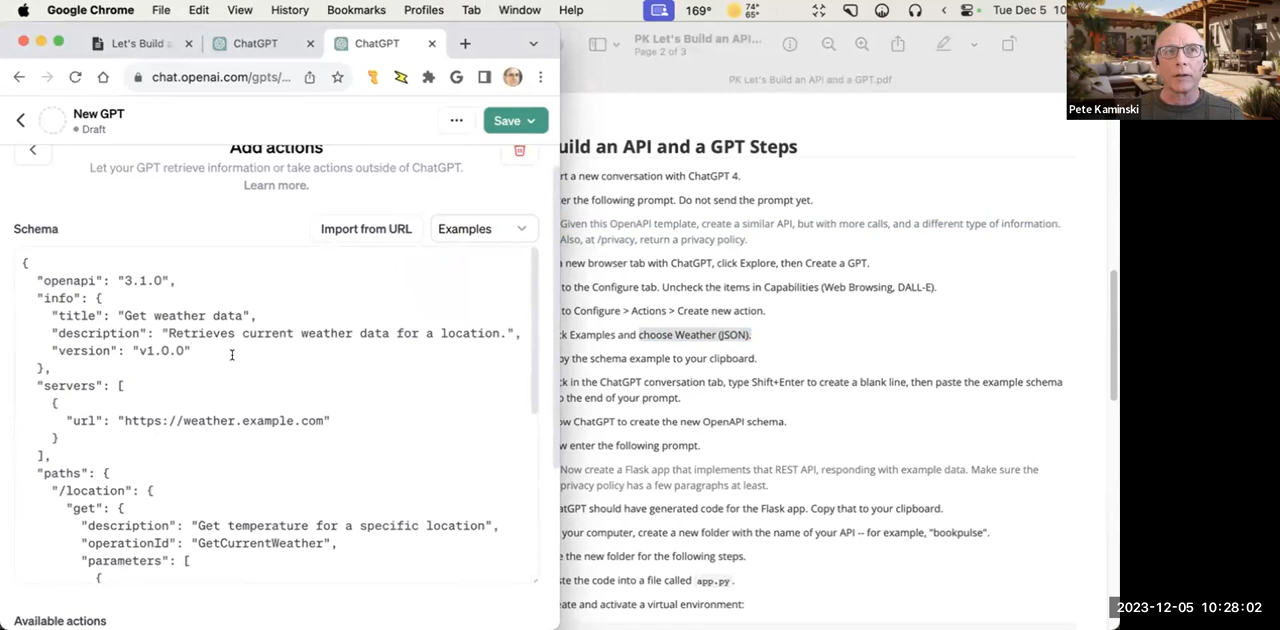 Google Chrome File Edit View History Bookmarks Profiles Tab Window Help 169° 74° 65° Tue Dec 5 10
Let's Build ChatGPT ChatGPT
chat.openai.com/gpts/...
New GPT
Draft
Save
Add actions
Let your GPT retrieve information or take actions outside of ChatGPT.
Learn more.
Schema Import from URL Examples
{
"openapi": "3.1.0",
"info": {
"title": "Get weather data",
"description": "Retrieves current weather data for a location.",
"version": "v1.0.0"
},
"servers": [
{
"url": "https://weather.example.com"
}
],
"paths": {
"/location": {
"get": {
"description": "Get temperature for a specific location",
"operationId": "GetCurrentWeather",
"parameters": [
{
Available actions
PK Let's Build an API...
Page 2 of 3
PK Let's Build an API and a GPT.pdf
uild an API and a GPT Steps
rt a new conversation with ChatGPT 4.
er the following prompt. Do not send the prompt yet.
Given this OpenAPI template, create a similar API, but with more calls, and a different type of information.
Also, at /privacy, return a privacy policy.
a new browser tab with ChatGPT, click Explore, then Create a GPT.
to the Configure tab. Uncheck the items in Capabilities (Web Browsing, DALL-E).
to Configure > Actions > Create new action.
ck Examples and choose Weather (JSON).
py the schema example to your clipboard.
ck in the ChatGPT conversation tab, type Shift+Enter to create a blank line, then paste the example schema
o the end of your prompt.
ow ChatGPT to create the new OpenAPI schema.
w enter the following prompt.
Now create a Flask app that implements that REST API, responding with example data. Make sure the
privacy policy has a few paragraphs at least.
atGPT should have generated code for the Flask app. Copy that to your clipboard.
your computer, create a new folder with the name of your API -- for example, "bookpulse".
e the new folder for the following steps.
ste the code into a file called app.py.
eate and activate a virtual environment:
Pete Kaminski
2023-12-05 10:28:02